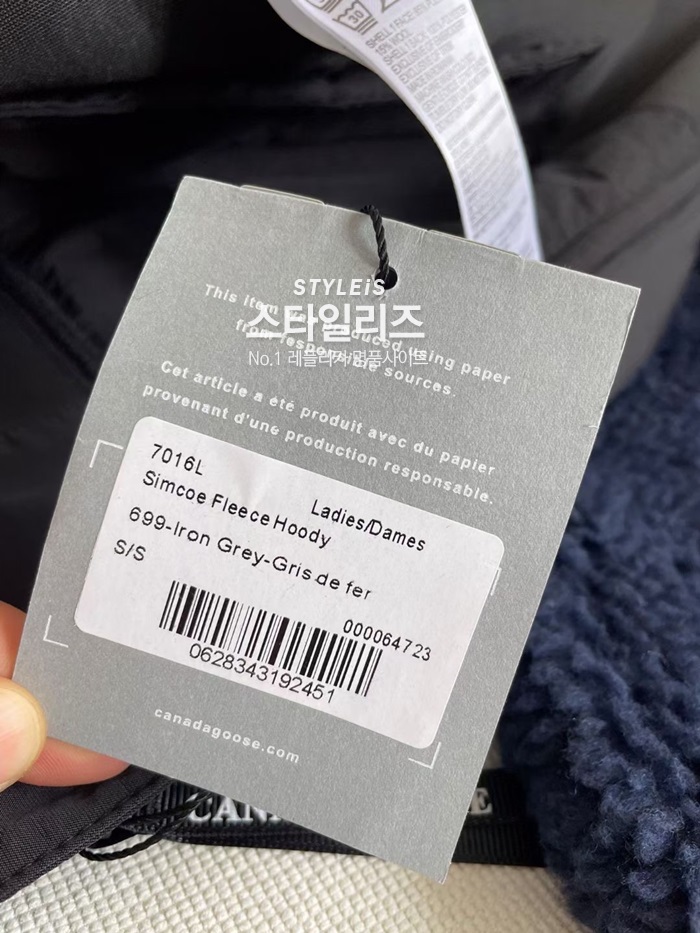 30
STYLEiS
스타일리즈
No.1 레플리카 명품사이트
This item was produced using paper
from responsible sources.
Cet article a été produit avec du papier
provenant d'une production responsable.
7016L
Ladies/Dames
Simcoe Fleece Hoody
699-Iron Grey-Gris de fer
S/S
000064723
0628343192451
canadagoose.com